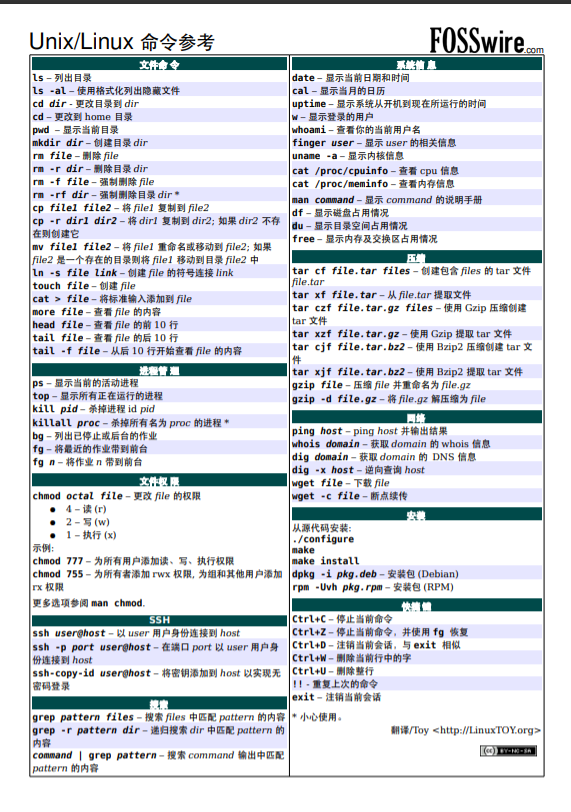 Unix/Linux 命令参考
FOSSwire.com
文件命令
ls – 列出目录
ls -al – 使用格式化列出隐藏文件
cd dir - 更改目录到 dir
cd – 更改到 home 目录
pwd – 显示当前目录
mkdir dir – 创建目录 dir
rm file – 删除 file
rm -r dir – 删除目录 dir
rm -f file – 强制删除 file
rm -rf dir – 强制删除目录 dir *
cp file1 file2 – 将 file1 复制到 file2
cp -r dir1 dir2 – 将 dir1 复制到 dir2; 如果 dir2 不存
在则创建它
mv file1 file2 – 将 file1 重命名或移动到 file2; 如果
file2 是一个存在的目录则将 file1 移动到目录 file2 中
ln -s file link – 创建 file 的符号连接 link
touch file – 创建 file
cat > file – 将标准输入添加到 file
more file – 查看 file 的内容
head file – 查看 file 的前 10 行
tail file – 查看 file 的后 10 行
tail -f file – 从后 10 行开始查看 file 的内容
进程管理
ps – 显示当前的活动进程
top – 显示所有正在运行的进程
kill pid – 杀掉进程 id pid
killall proc – 杀掉所有名为 proc 的进程 *
bg – 列出已停止或后台的作业
fg – 将最近的作业带到前台
fg n – 将作业 n 带到前台
文件权限
chmod octal file – 更改 file 的权限
● 4 – 读 (r)
● 2 – 写 (w)
● 1 – 执行 (x)
示例:
chmod 777 – 为所有用户添加读、写、执行权限
chmod 755 – 为所有者添加 rwx 权限, 为组和其他用户添加
rx 权限
更多选项参阅 man chmod.
SSH
ssh user@host – 以 user 用户身份连接到 host
ssh -p port user@host – 在端口 port 以 user 用户身
份连接到 host
ssh-copy-id user@host – 将密钥添加到 host 以实现无
密码登录
搜索
grep pattern files – 搜索 files 中匹配 pattern 的内容
grep -r pattern dir – 递归搜索 dir 中匹配 pattern 的
内容
command | grep pattern – 搜索 command 输出中匹配
pattern 的内容
系统信息
date – 显示当前日期和时间
cal – 显示当月的日历
uptime – 显示系统从开机到现在所运行的时间
w – 显示登录的用户
whoami – 查看你的当前用户名
finger user – 显示 user 的相关信息
uname -a – 显示内核信息
cat /proc/cpuinfo – 查看 cpu 信息
cat /proc/meminfo – 查看内存信息
man command – 显示 command 的说明手册
df – 显示磁盘占用情况
du – 显示目录空间占用情况
free – 显示内存及交换区占用情况
压缩
tar cf file.tar files – 创建包含 files 的 tar 文件
file.tar
tar xf file.tar – 从 file.tar 提取文件
tar czf file.tar.gz files – 使用 Gzip 压缩创建
tar 文件
tar xzf file.tar.gz – 使用 Gzip 提取 tar 文件
tar cjf file.tar.bz2 – 使用 Bzip2 压缩创建 tar 文
件
tar xjf file.tar.bz2 – 使用 Bzip2 提取 tar 文件
gzip file – 压缩 file 并重命名为 file.gz
gzip -d file.gz – 将 file.gz 解压缩为 file
网络
ping host – ping host 并输出结果
whois domain – 获取 domain 的 whois 信息
dig domain – 获取 domain 的 DNS 信息
dig -x host – 逆向查询 host
wget file – 下载 file
wget -c file – 断点续传
安装
从源代码安装:
./configure
make
make install
dpkg -i pkg.deb – 安装包 (Debian)
rpm -Uvh pkg.rpm – 安装包 (RPM)
快捷键
Ctrl+C – 停止当前命令
Ctrl+Z – 停止当前命令，并使用 fg 恢复
Ctrl+D – 注销当前会话，与 exit 相似
Ctrl+W – 删除当前行中的字
Ctrl+U – 删除整行
!! - 重复上次的命令
exit – 注销当前会话
* 小心使用。
翻译/Toy <http://LinuxTOY.org>
(cc) BY-NC-SA